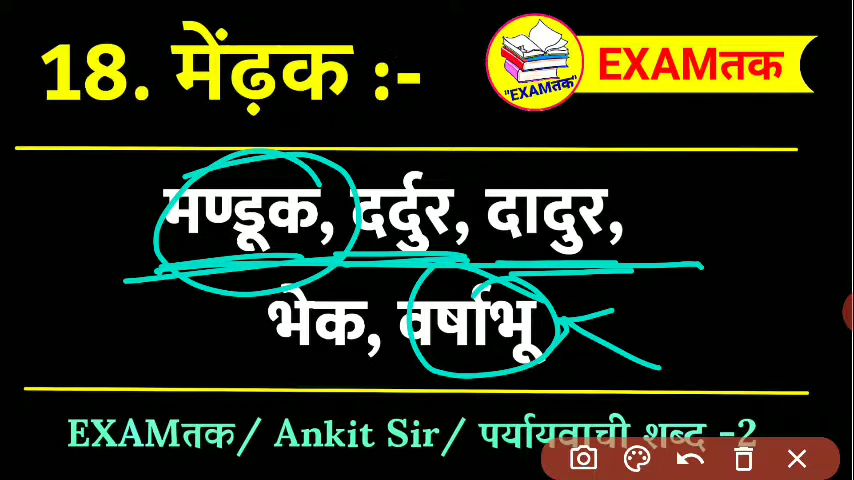 18. मेंढ़क :-
"EXAMतक"
EXAMतक
मण्डूक, दर्दुर, दादुर,
भेक, वर्षाभू
EXAMतक/ Ankit Sir/ पर्यायवाची शब्द -2